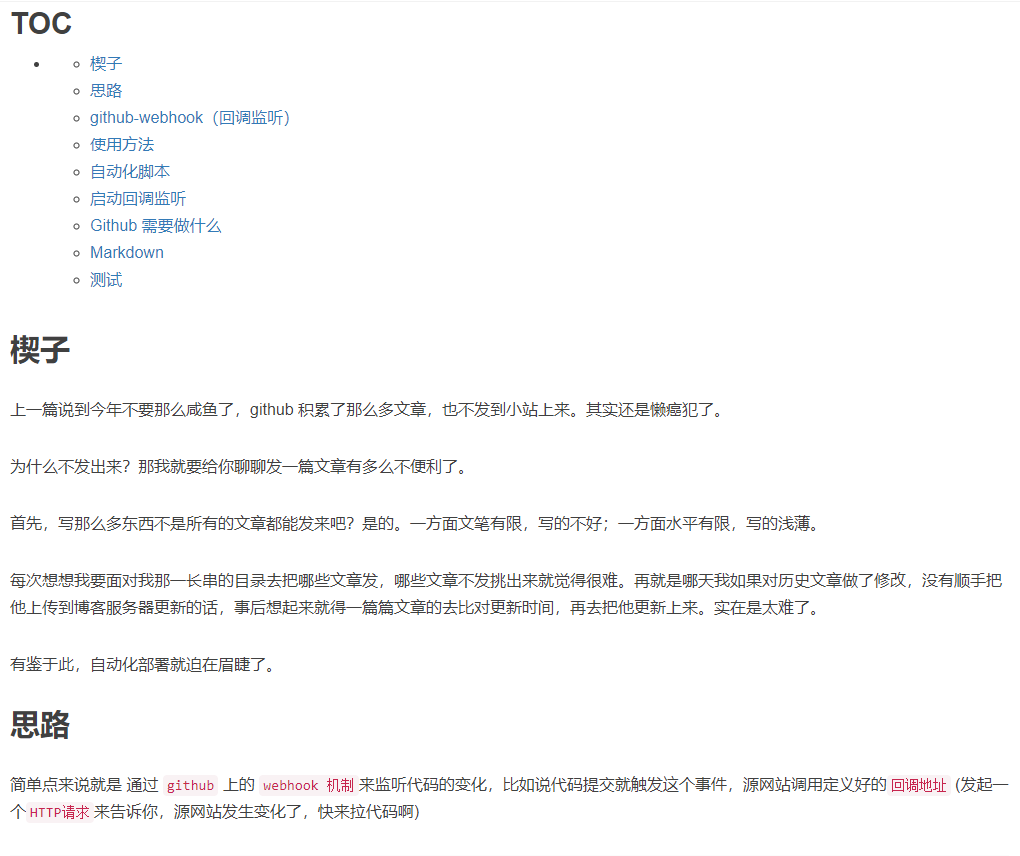 TOC
楔子
思路
github-webhook（回调监听）
使用方法
自动化脚本
启动回调监听
Github 需要做什么
Markdown
测试
楔子
上一篇说到今年不要那么咸鱼了，github 积累了那么多文章，也不发到小站上来。其实还是懒癌犯了。
为什么不发出来？那我就要给你聊聊发一篇文章有多么不便利了。
首先，写那么多东西不是所有的文章都能发来吧？是的。一方面文笔有限，写的不好；一方面水平有限，写的浅薄。
每次想想我要面对我那一长串的目录去把哪些文章发，哪些文章不发挑出来就觉得很难。再就是哪天我如果对历史文章做了修改，没有顺手把
他上传到博客服务器更新的话，事后想起来就得一篇篇文章的去比对更新时间，再去把他更新上来。实在是太难了。
有鉴于此，自动化部署就迫在眉睫了。
思路
简单点来说就是 通过 github 上的 webhook 机制 来监听代码的变化，比如说代码提交就触发这个事件，源网站调用定义好的 回调地址 (发起一
个 HTTP请求 来告诉你，源网站发生变化了，快来拉代码啊)